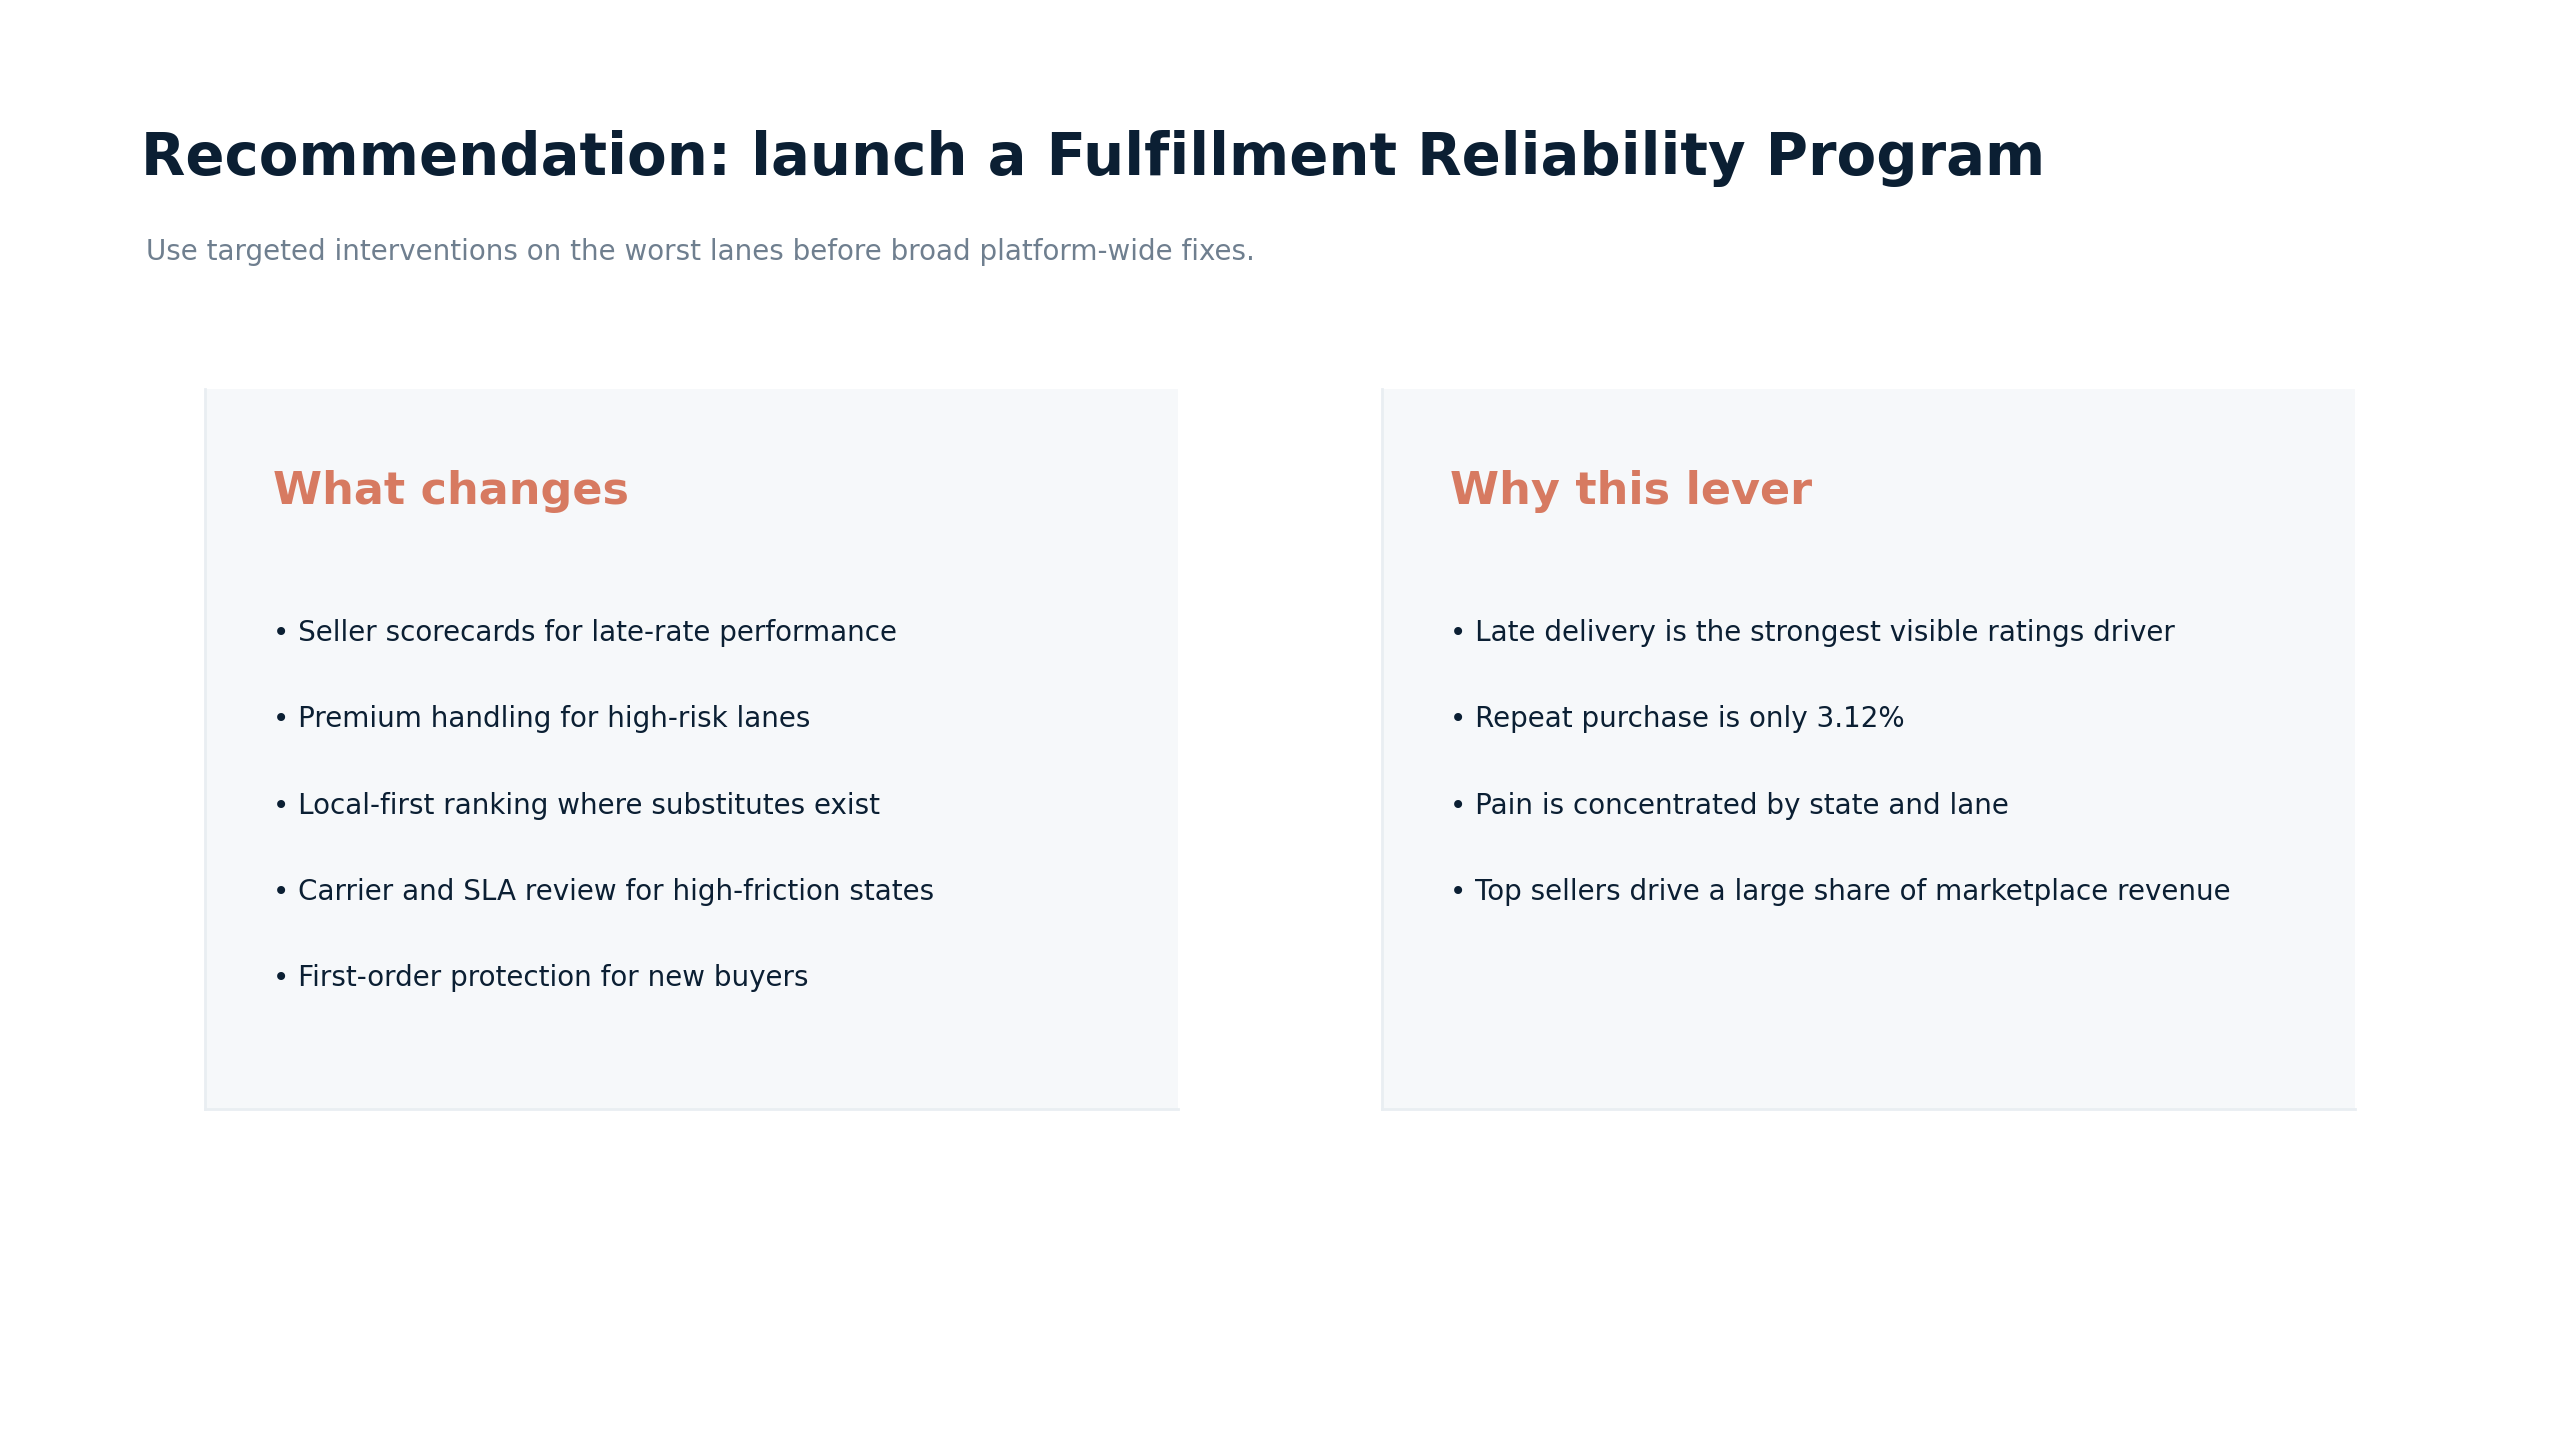 Recommendation: launch a Fulfillment Reliability Program
Use targeted interventions on the worst lanes before broad platform-wide fixes.
What changes
• Seller scorecards for late-rate performance
• Premium handling for high-risk lanes
• Local-first ranking where substitutes exist
• Carrier and SLA review for high-friction states
• First-order protection for new buyers
Why this lever
• Late delivery is the strongest visible ratings driver
• Repeat purchase is only 3.12%
• Pain is concentrated by state and lane
• Top sellers drive a large share of marketplace revenue